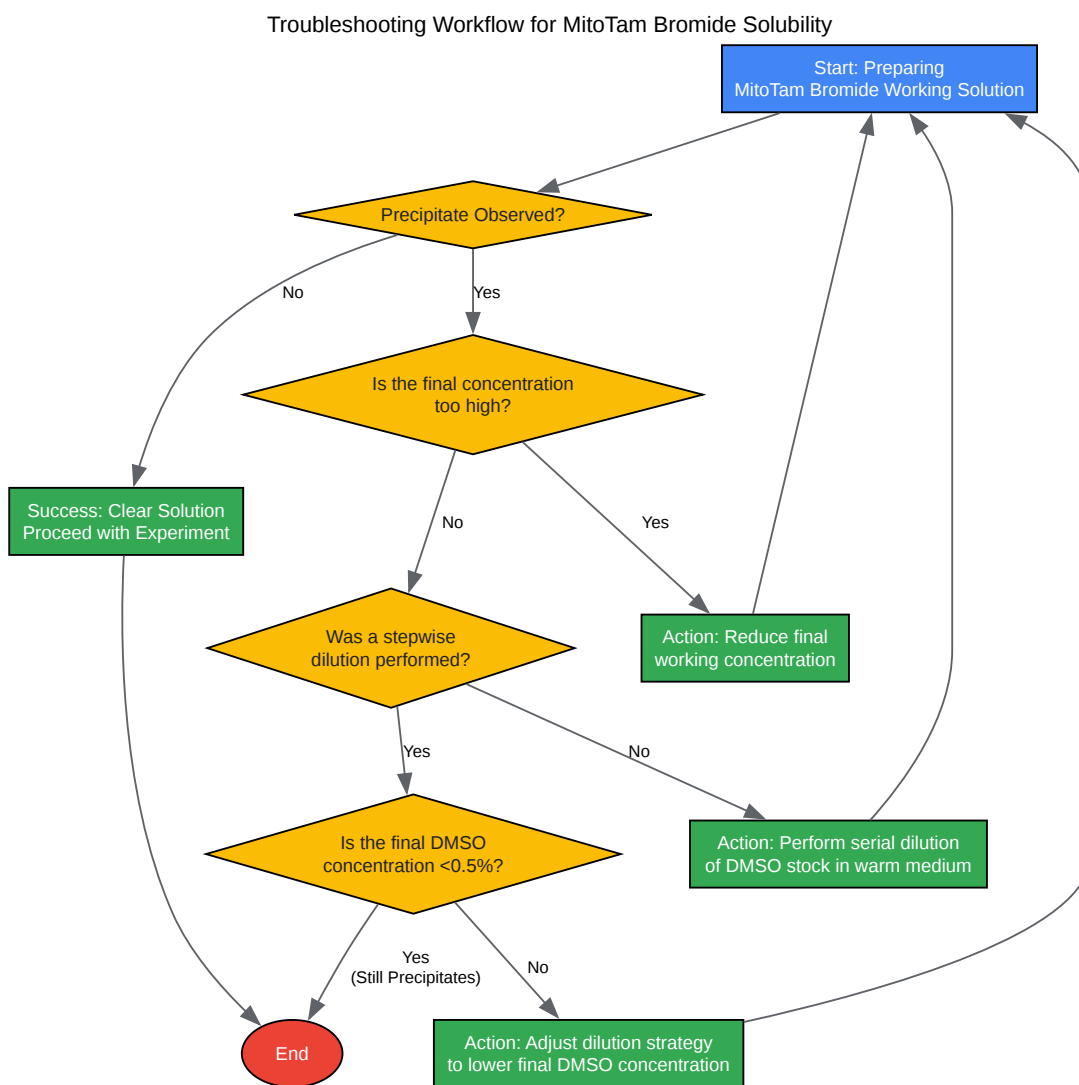 Troubleshooting Workflow for MitoTam Bromide Solubility
Start: Preparing
MitoTam Bromide Working Solution
Precipitate Observed?
No
Yes
Is the final concentration
too high?
Success: Clear Solution
Proceed with Experiment
No
Yes
Was a stepwise
dilution performed?
Action: Reduce final
working concentration
Yes
No
Is the final DMSO
concentration <0.5%?
Action: Perform serial dilution
of DMSO stock in warm medium
Yes
(Still Precipitates)
No
End
Action: Adjust dilution strategy
to lower final DMSO concentration